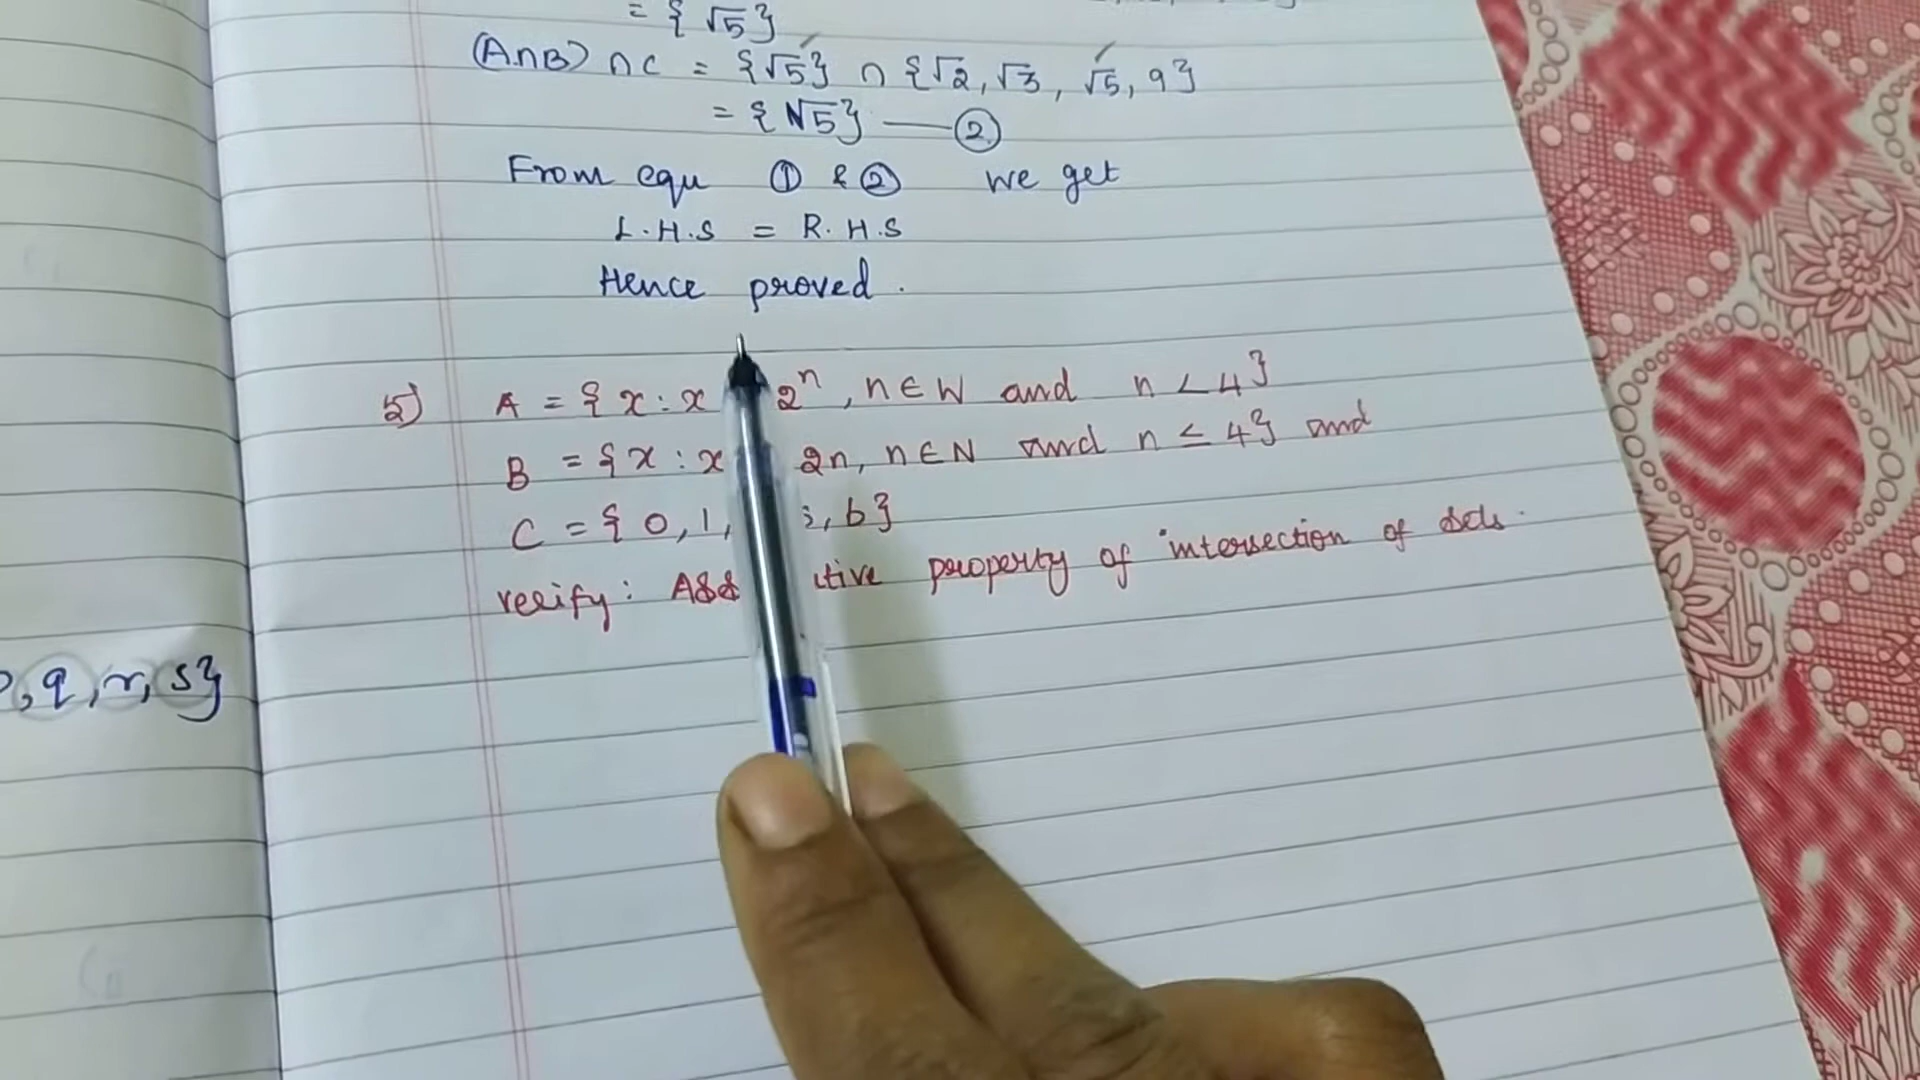 = { √5}
(A∩B) ∩ C = {√5} ∩ {√2, √3, √5, 9}
= {√5} —— ②
From equ ① & ② we get
L.H.S = R.H.S
Hence proved.
5) A = { x : x 2ⁿ, n ∈ W and n < 4}
B = {x : x 2n, n ∈ N and n ≤ 4} and
C = { 0, 1, , 6}
verify : Ass tive property of intersection of sets.
, q, r, s}